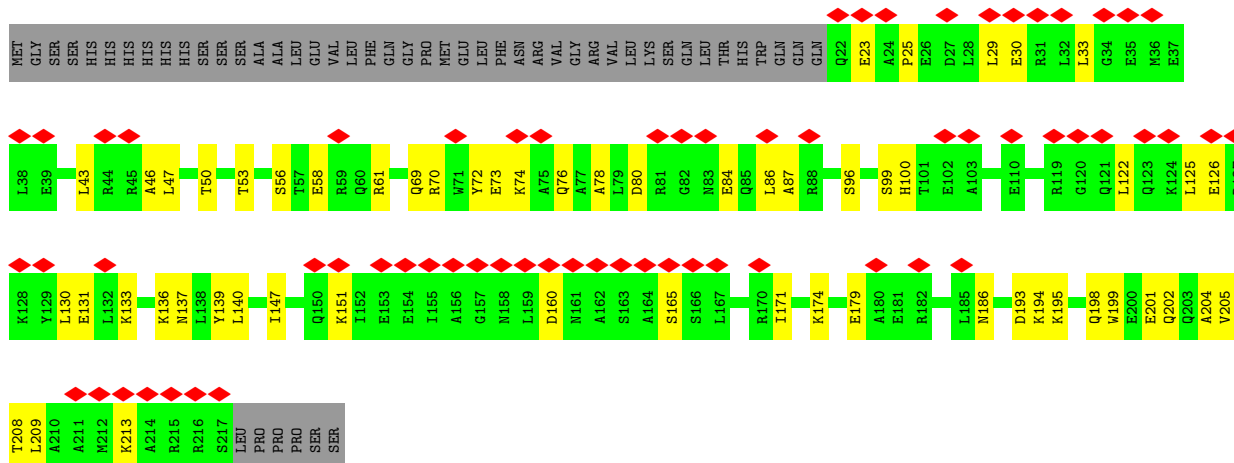 MET GLY SER SER HIS HIS HIS HIS HIS HIS SER SER SER ALA ALA LEU GLU VAL LEU PHE GLN GLY PRO MET GLU LEU PHE ASN ARG VAL GLY ARG VAL LEU LYS SER GLN LEU THR HIS TRP GLN GLN GLN Q22 E23 A24 P25 E26 D27 L28 L29 E30 R31 L32 L33 G34 E35 M36 E37
L38 E39 L43 R44 R45 A46 L47 T50 T53 S56 T57 E58 R59 Q60 R61 Q69 R70 W71 Y72 E73 K74 A75 Q76 A77 A78 L79 D80 R81 G82 N83 E84 Q85 L86 A87 R88 S96 S99 H100 T101 E102 A103 E110 R119 G120 Q121 L122 Q123 K124 L125 E126
K128 Y129 L130 E131 L132 K133 K136 N137 L138 Y139 L140 I147 Q150 K151 I152 E153 E154 I155 A156 G157 N158 L159 D160 N161 A162 S163 A164 S165 S166 L167 R170 I171 K174 E179 A180 E181 R182 L185 N186 D193 K194 K195 Q198 W199 E200 E201 Q202 Q203 A204 V205
T208 L209 A210 A211 M212 K213 A214 R215 R216 S217 LEU PRO PRO PRO SER SER